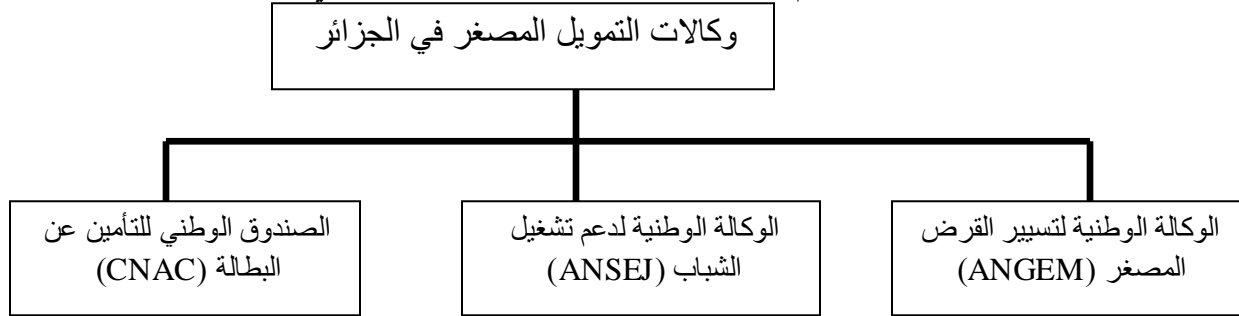 وكالات التمويل المصغر في الجزائر
الوكالة الوطنية لتسيير القرض
المصغر (ANGEM)
الوكالة الوطنية لدعم تشغيل
الشباب (ANSEJ)
الصندوق الوطني للتأمين عن
البطالة (CNAC)